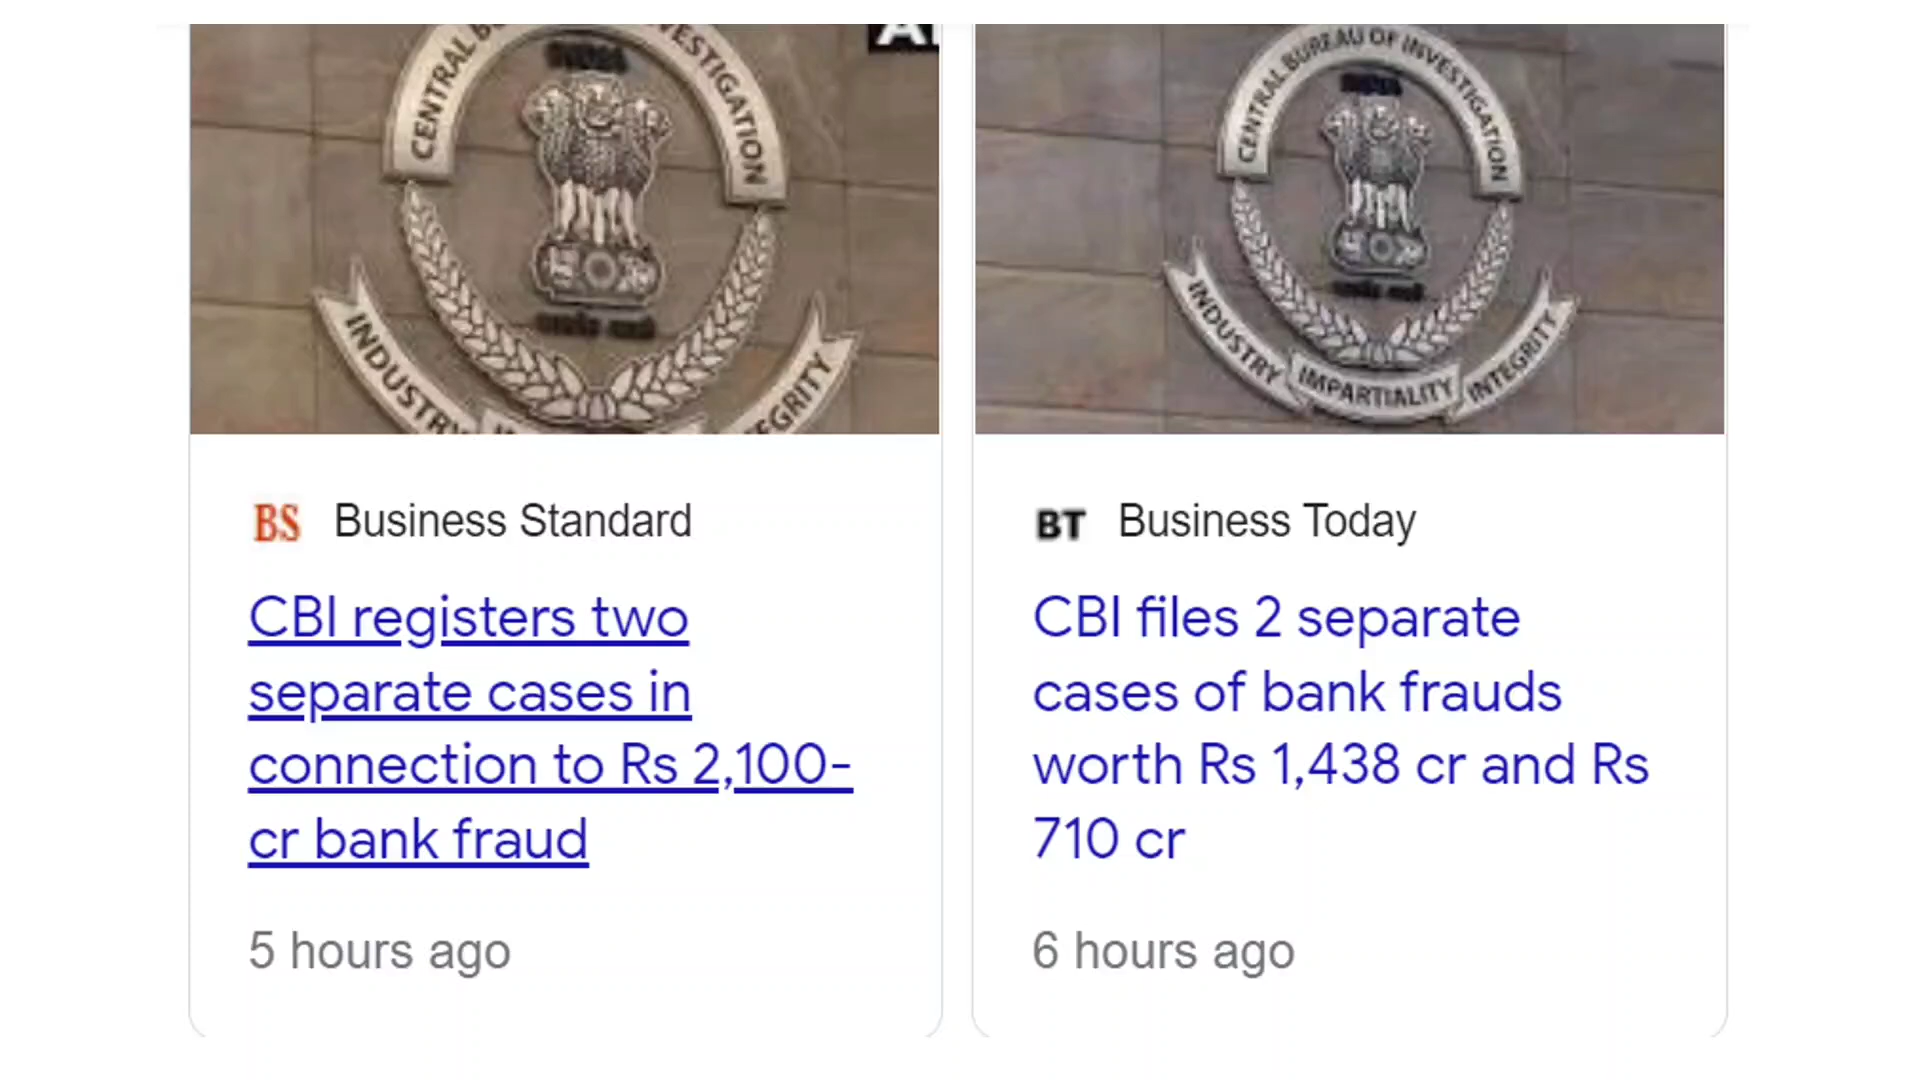 CENTRAL B
ESTIGATION
INDIA
INDUSTRY
EGRITY
BS Business Standard
CBI registers two
separate cases in
connection to Rs 2,100-
cr bank fraud
5 hours ago
CENTRAL BUREAU OF INVESTIGATION
INDIA
INDUSTRY IMPARTIALITY INTEGRITY
BT Business Today
CBI files 2 separate
cases of bank frauds
worth Rs 1,438 cr and Rs
710 cr
6 hours ago